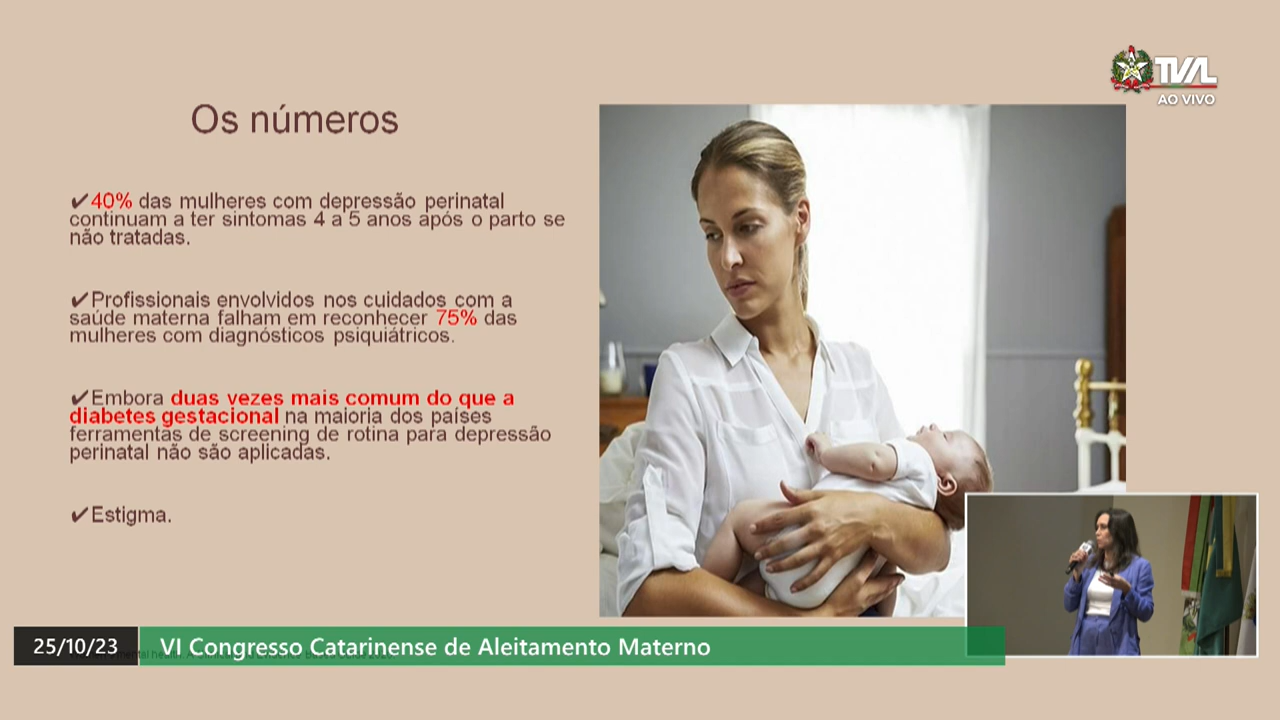 TVAL
AO VIVO
Os números
✔40% das mulheres com depressão perinatal
continuam a ter sintomas 4 a 5 anos após o parto se
não tratadas.
✔Profissionais envolvidos nos cuidados com a
saúde materna falham em reconhecer 75% das
mulheres com diagnósticos psiquiátricos.
✔Embora duas vezes mais comum do que a
diabetes gestacional na maioria dos países
ferramentas de screening de rotina para depressão
perinatal não são aplicadas.
✔Estigma.
25/10/23
VI Congresso Catarinense de Aleitamento Materno